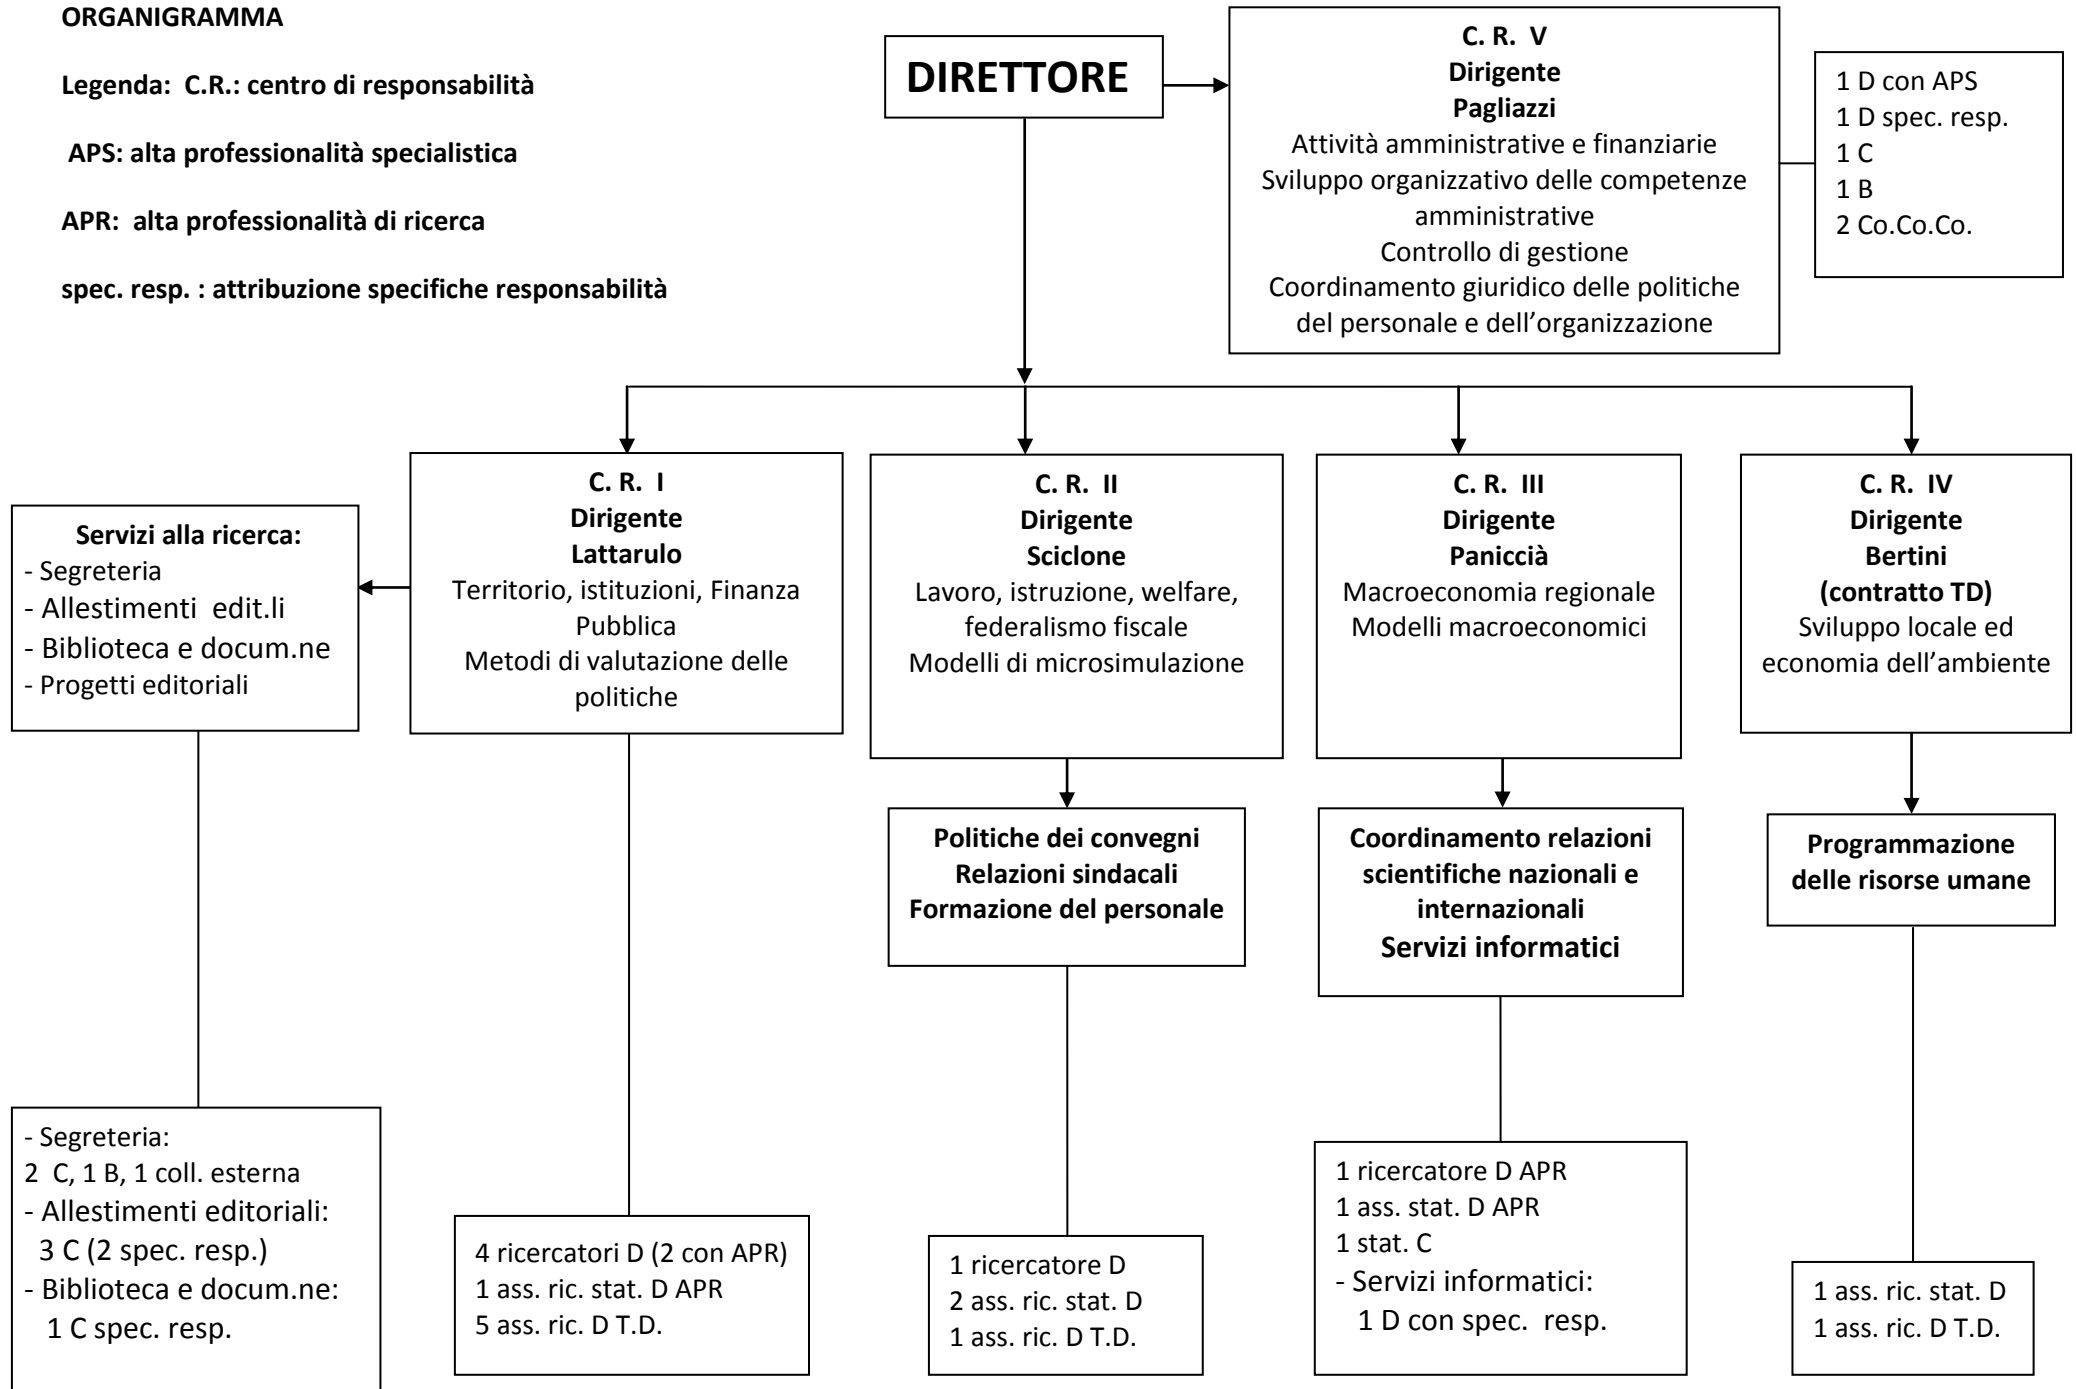 ORGANIGRAMMA
Legenda: C.R.: centro di responsabilità
APS: alta professionalità specialistica
APR: alta professionalità di ricerca
spec. resp. : attribuzione specifiche responsabilità
DIRETTORE
C. R. V
Dirigente
Pagliazzi
Attività amministrative e finanziarie
Sviluppo organizzativo delle competenze
amministrative
Controllo di gestione
Coordinamento giuridico delle politiche
del personale e dell’organizzazione
1 D con APS
1 D spec. resp.
1 C
1 B
2 Co.Co.Co.
Servizi alla ricerca:
- Segreteria
- Allestimenti edit.li
- Biblioteca e docum.ne
- Progetti editoriali
C. R. I
Dirigente
Lattarulo
Territorio, istituzioni, Finanza
Pubblica
Metodi di valutazione delle
politiche
C. R. II
Dirigente
Sciclone
Lavoro, istruzione, welfare,
federalismo fiscale
Modelli di microsimulazione
C. R. III
Dirigente
Paniccià
Macroeconomia regionale
Modelli macroeconomici
C. R. IV
Dirigente
Bertini
(contratto TD)
Sviluppo locale ed
economia dell’ambiente
Politiche dei convegni
Relazioni sindacali
Formazione del personale
Coordinamento relazioni
scientifiche nazionali e
internazionali
Servizi informatici
Programmazione
delle risorse umane
- Segreteria:
2 C, 1 B, 1 coll. esterna
- Allestimenti editoriali:
3 C (2 spec. resp.)
- Biblioteca e docum.ne:
1 C spec. resp.
4 ricercatori D (2 con APR)
1 ass. ric. stat. D APR
5 ass. ric. D T.D.
1 ricercatore D
2 ass. ric. stat. D
1 ass. ric. D T.D.
1 ricercatore D APR
1 ass. stat. D APR
1 stat. C
- Servizi informatici:
1 D con spec. resp.
1 ass. ric. stat. D
1 ass. ric. D T.D.